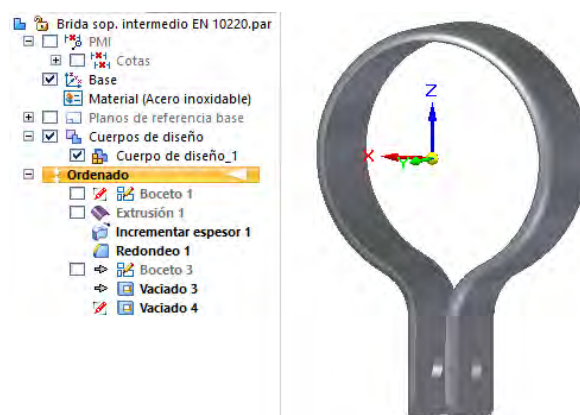 Brida sop. intermedio EN 10220.par
PMI
Cotas
Base
Material (Acero inoxidable)
Planos de referencia base
Cuerpos de diseño
Cuerpo de diseño_1
Ordenado
Boceto 1
Extrusión 1
Incrementar espesor 1
Redondeo 1
Boceto 3
Vaciado 3
Vaciado 4
Z
X
Y